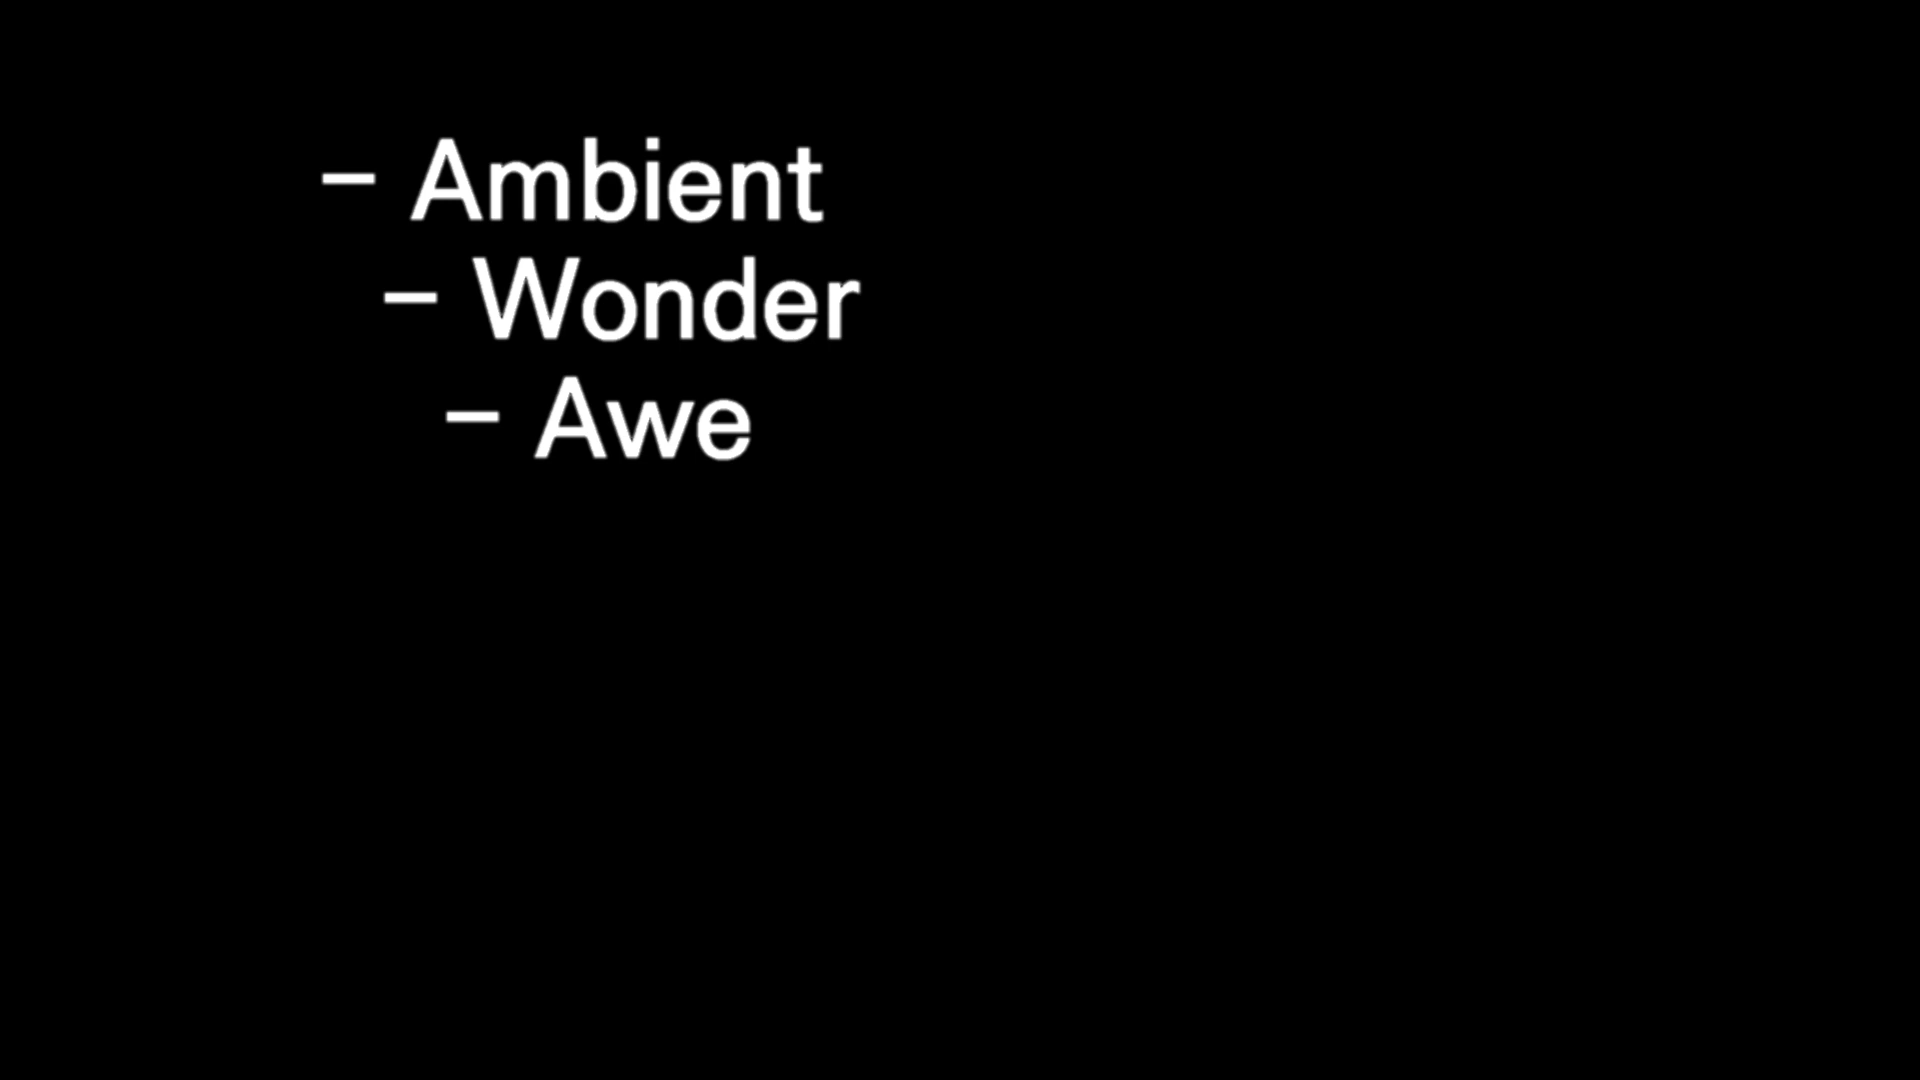 – Ambient
– Wonder
– Awe